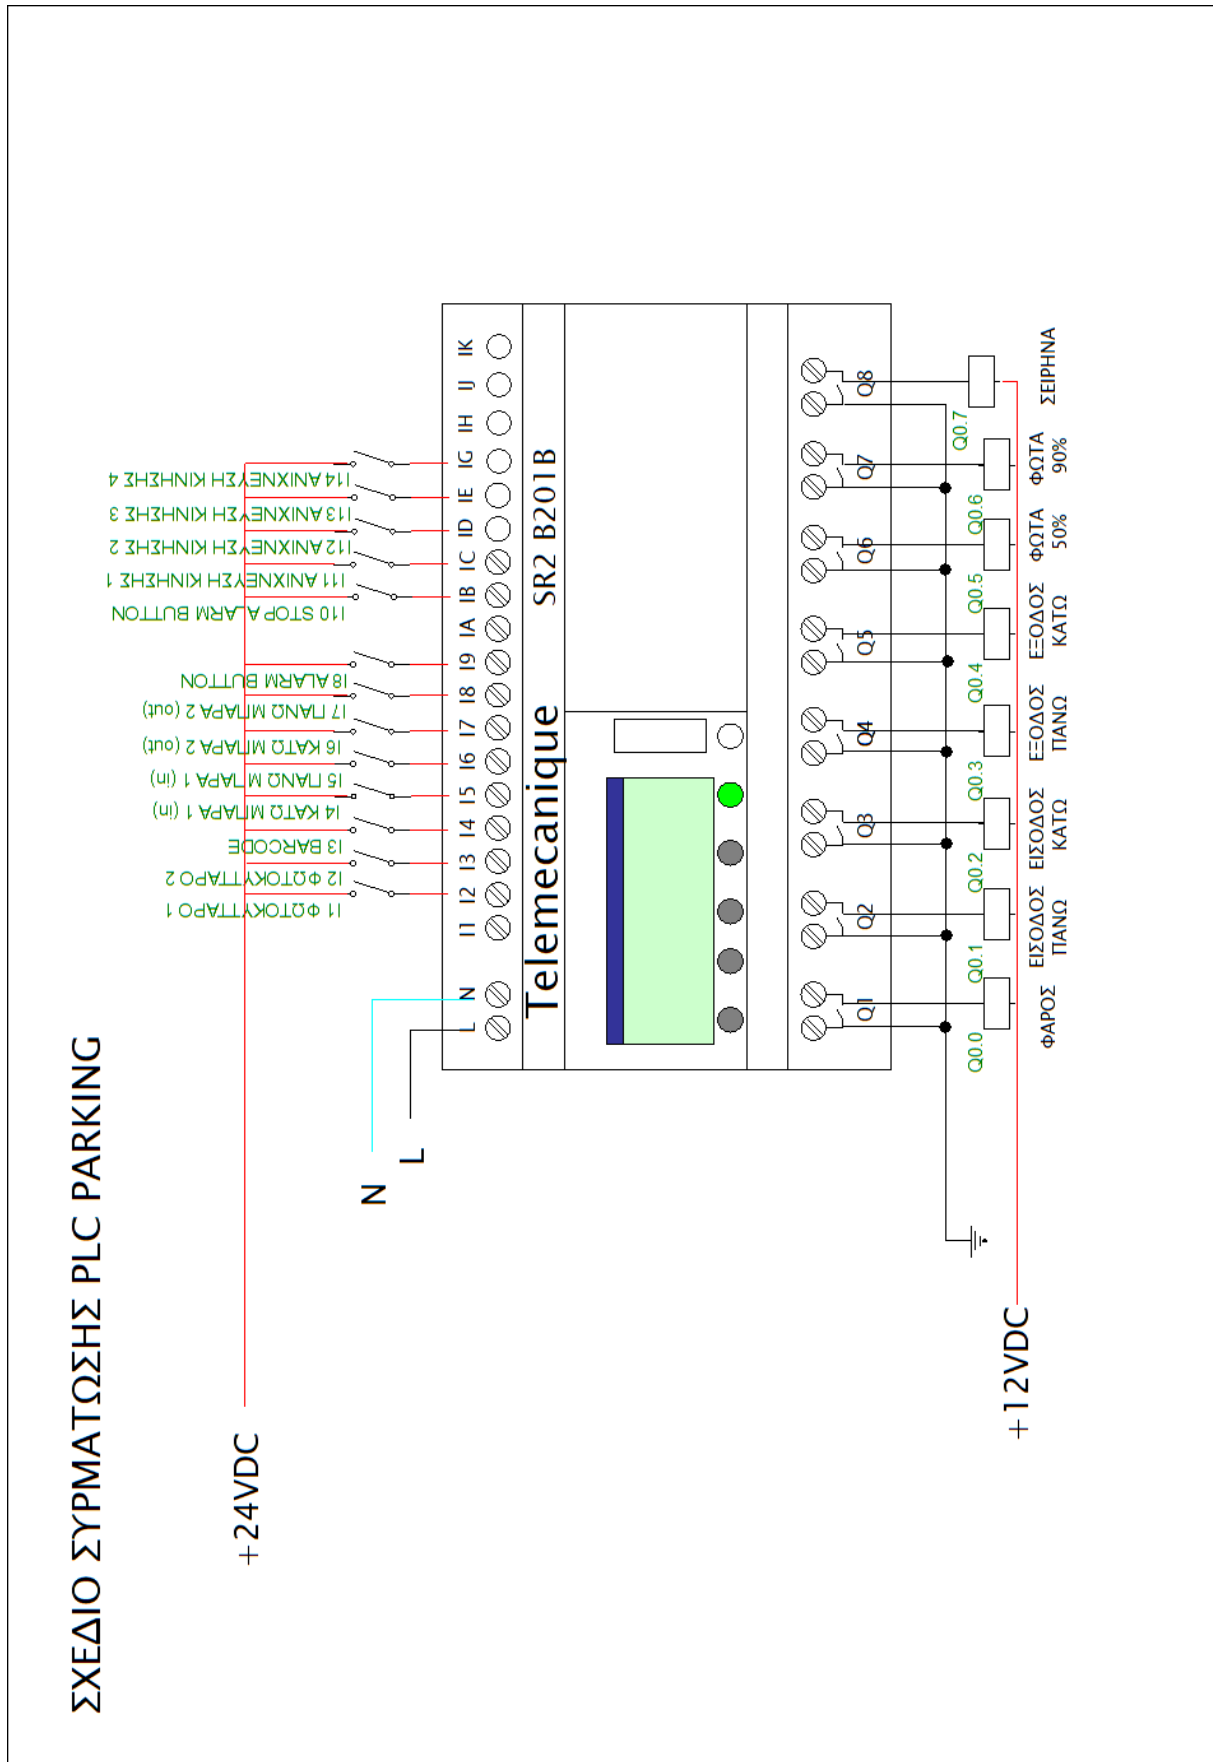 ΣΧΕΔΙΟ ΣΥΡΜΑΤΩΣΗΣ PLC PARKING
+24VDC
I1 ΦΩΤΟΚΥΤΤΑΡΟ 1
I2 ΦΩΤΟΚΥΤΤΑΡΟ 2
I3 BARCODE
I4 ΚΑΤΩ ΜΠΑΡΑ 1 (in)
I5 ΠΑΝΩ ΜΠΑΡΑ 1 (in)
I6 ΚΑΤΩ ΜΠΑΡΑ 2 (out)
I7 ΠΑΝΩ ΜΠΑΡΑ 2 (out)
I8 ALARM BUTTON
I10 STOP ALARM BUTTON
I11 ΑΝΙΧΝΕΥΣΗ ΚΙΝΗΣΗΣ 1
I12 ΑΝΙΧΝΕΥΣΗ ΚΙΝΗΣΗΣ 2
I13 ΑΝΙΧΝΕΥΣΗ ΚΙΝΗΣΗΣ 3
I14 ΑΝΙΧΝΕΥΣΗ ΚΙΝΗΣΗΣ 4
N
L
L N I1 I2 I3 I4 I5 I6 I7 I8 I9 IA IB IC ID IE IG IH IJ IK
Telemecanique SR2 B201B
Q1 Q2 Q3 Q4 Q5 Q6 Q7 Q8
Q0.0 Q0.1 Q0.2 Q0.3 Q0.4 Q0.5 Q0.6 Q0.7
+12VDC
ΦΑΡΟΣ
ΕΙΣΟΔΟΣ
ΠΑΝΩ
ΕΙΣΟΔΟΣ
ΚΑΤΩ
ΕΞΟΔΟΣ
ΠΑΝΩ
ΕΞΟΔΟΣ
ΚΑΤΩ
ΦΩΤΑ
50%
ΦΩΤΑ
90%
ΣΕΙΡΗΝΑ